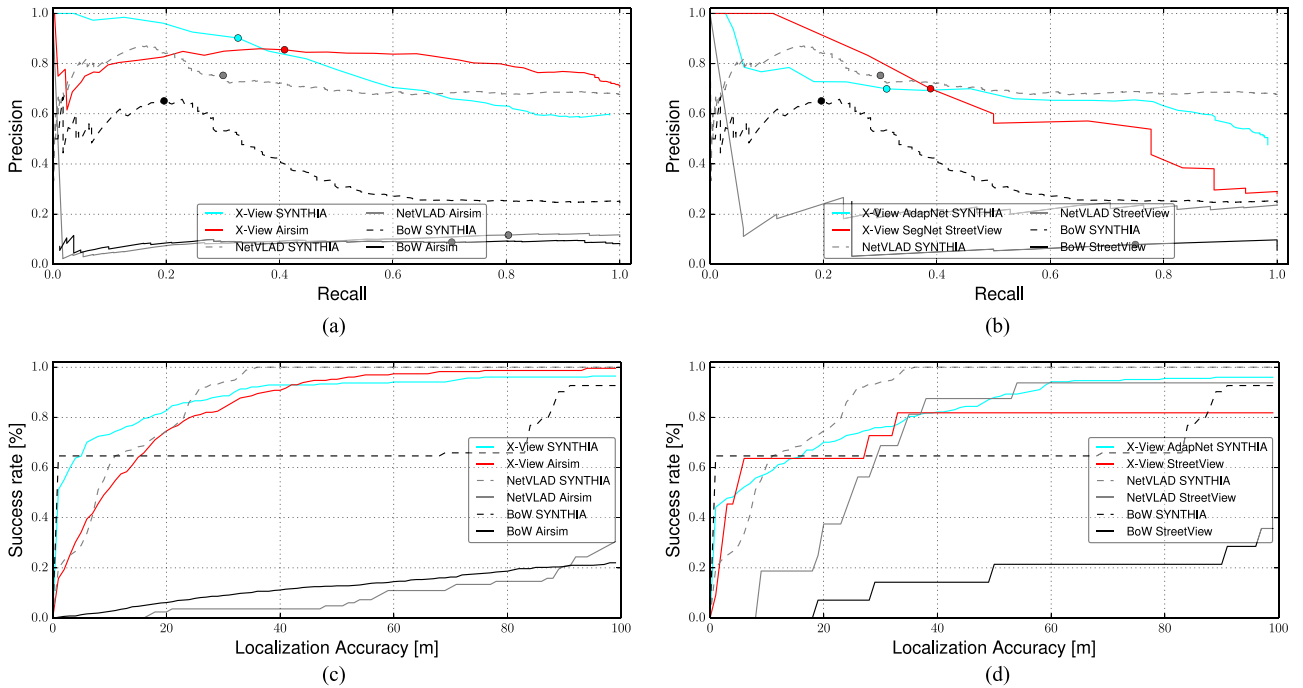 1.0
0.8
0.6
0.4
0.2
0.0
Precision
0.0 0.2 0.4 0.6 0.8 1.0
Recall
X-View SYNTHIA
X-View Airsim
NetVLAD SYNTHIA
NetVLAD Airsim
BoW SYNTHIA
BoW Airsim
(a)
1.0
0.8
0.6
0.4
0.2
0.0
Precision
0.0 0.2 0.4 0.6 0.8 1.0
Recall
X-View AdapNet SYNTHIA
X-View SegNet StreetView
NetVLAD SYNTHIA
NetVLAD StreetView
BoW SYNTHIA
BoW StreetView
(b)
1.0
0.8
0.6
0.4
0.2
0.0
Success rate [%]
0 20 40 60 80 100
Localization Accuracy [m]
X-View SYNTHIA
X-View Airsim
NetVLAD SYNTHIA
NetVLAD Airsim
BoW SYNTHIA
BoW Airsim
(c)
1.0
0.8
0.6
0.4
0.2
0.0
Success rate [%]
0 20 40 60 80 100
Localization Accuracy [m]
X-View AdapNet SYNTHIA
X-View StreetView
NetVLAD SYNTHIA
NetVLAD StreetView
BoW SYNTHIA
BoW StreetView
(d)